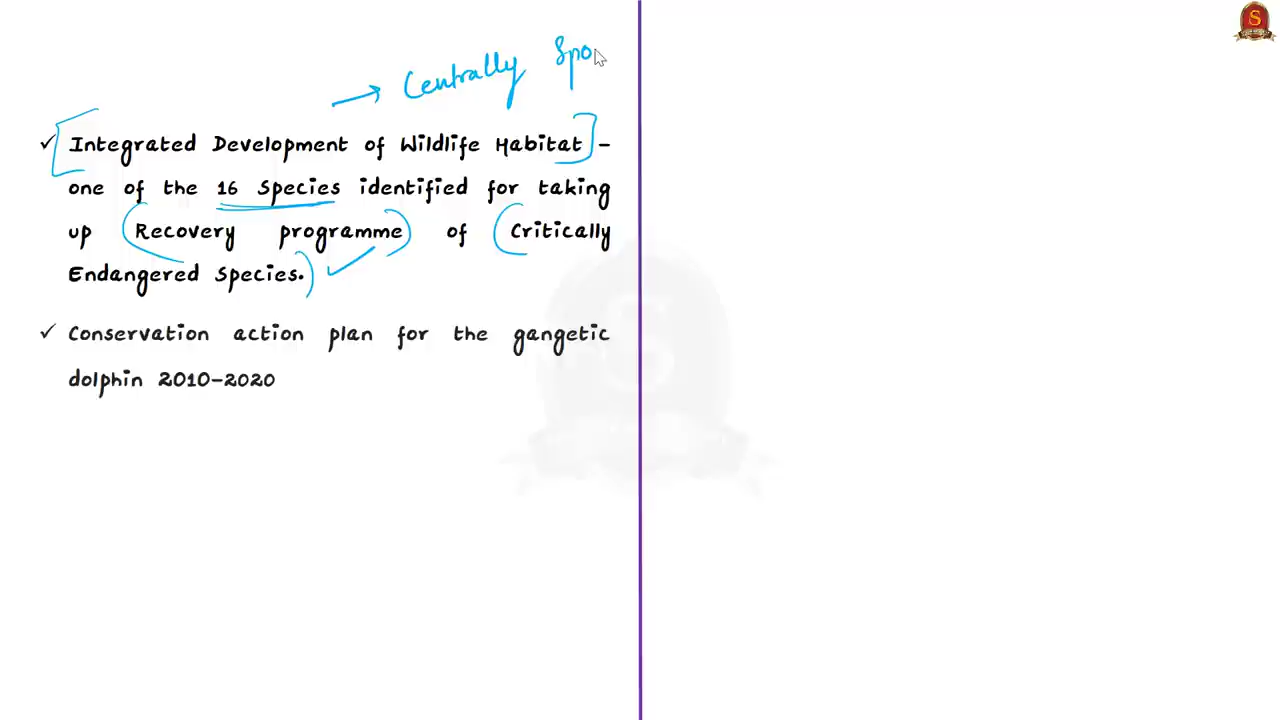 → Centrally Spo
✓ Integrated Development of Wildlife Habitat -
one of the 16 Species identified for taking
up Recovery programme of Critically
Endangered Species.
✓ Conservation action plan for the gangetic
dolphin 2010-2020
S